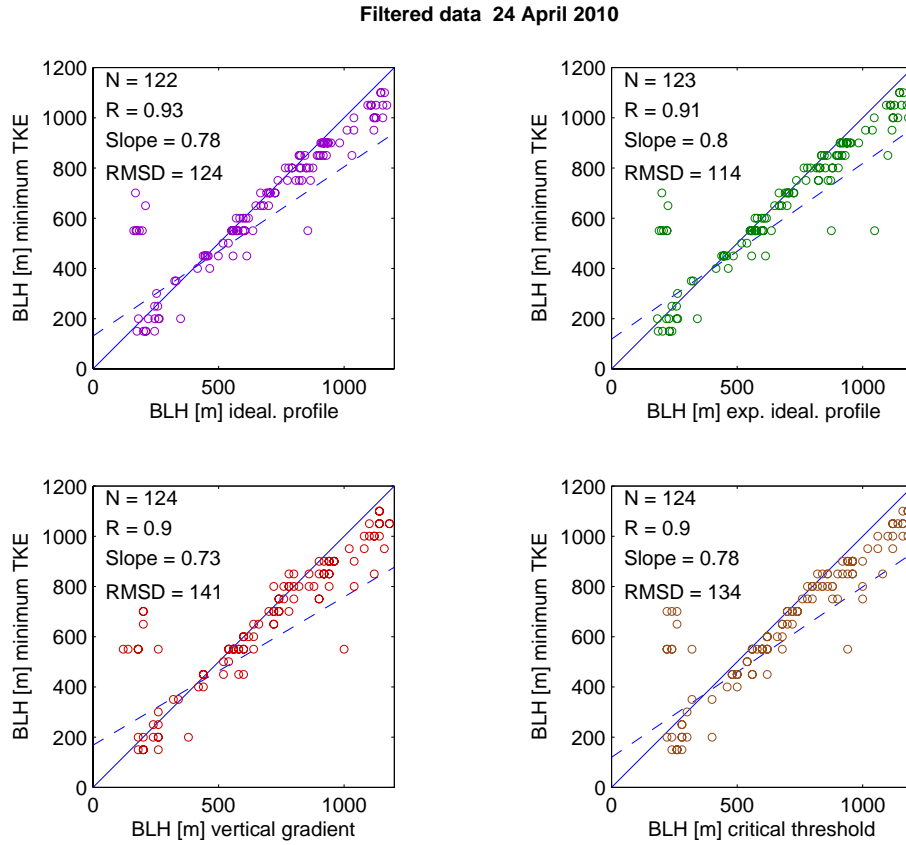 Filtered data 24 April 2010
1200
1000
800
600
400
200
0
BLH [m] minimum TKE
N = 122
R = 0.93
Slope = 0.78
RMSD = 124
0 500 1000
BLH [m] ideal. profile
1200
1000
800
600
400
200
0
BLH [m] minimum TKE
N = 123
R = 0.91
Slope = 0.8
RMSD = 114
0 500 1000
BLH [m] exp. ideal. profile
1200
1000
800
600
400
200
0
BLH [m] minimum TKE
N = 124
R = 0.9
Slope = 0.73
RMSD = 141
0 500 1000
BLH [m] vertical gradient
1200
1000
800
600
400
200
0
BLH [m] minimum TKE
N = 124
R = 0.9
Slope = 0.78
RMSD = 134
0 500 1000
BLH [m] critical threshold